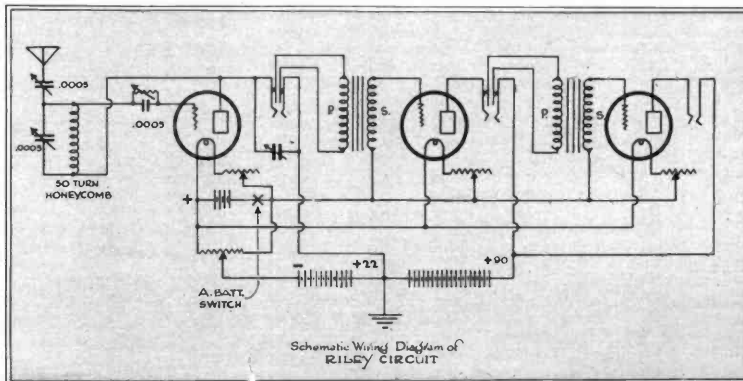 .0005
.0005
.0005
50 TURN
HONEYCOMB
P.
S.
P.
S.
+
-
+22
+90
A. BATT.
SWITCH
Schematic Wiring Diagram of
RILEY CIRCUIT